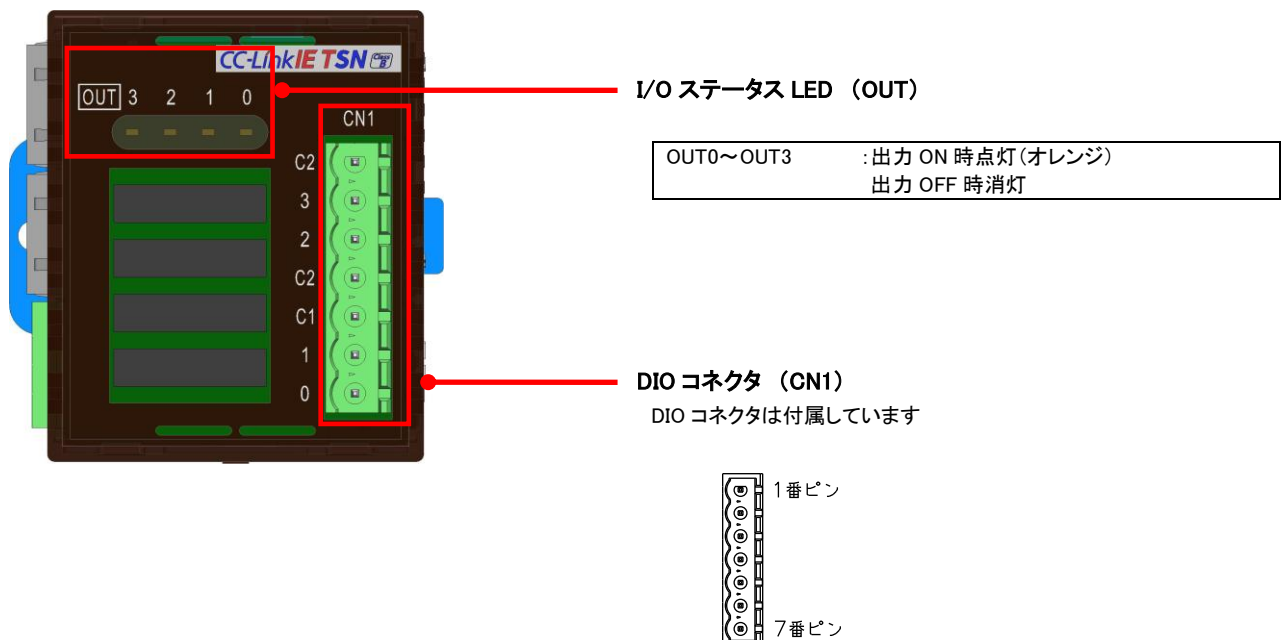 CC-Link IE TSN Class B
OUT 3 2 1 0
CN1
C2
3
2
C2
C1
1
0
I/O ステータス LED (OUT)
OUT0～OUT3 :出力 ON 時点灯(オレンジ)
出力 OFF 時消灯
DIO コネクタ (CN1)
DIO コネクタは付属しています
1番ピン
7番ピン